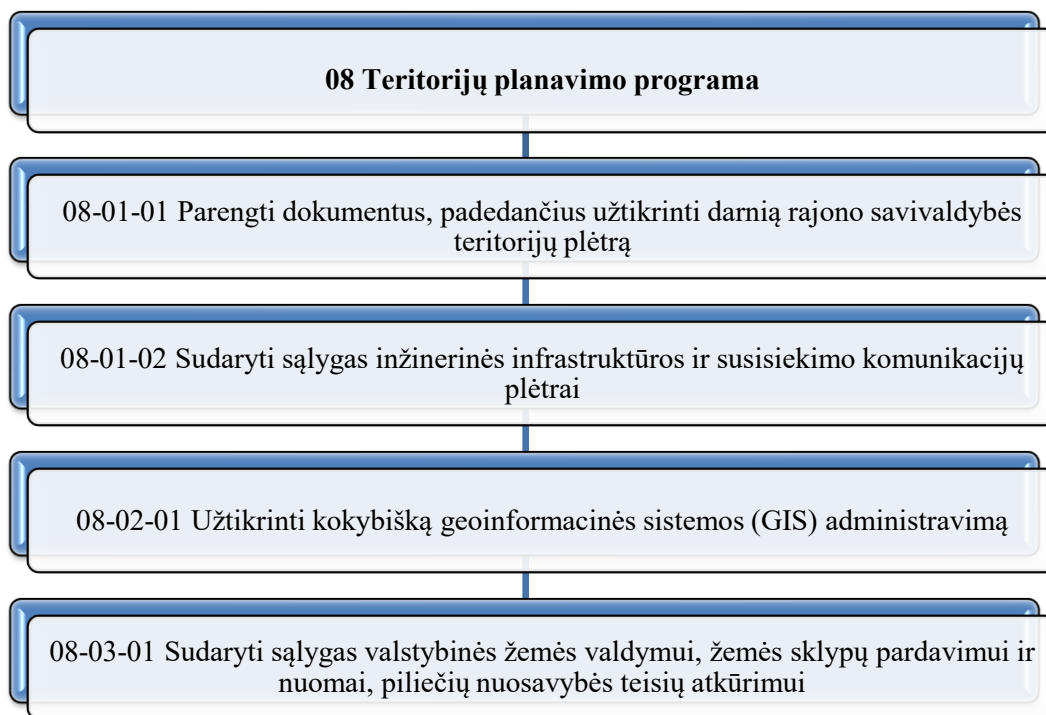 08 Teritorijų planavimo programa
08-01-01 Parengti dokumentus, padedančius užtikrinti darnią rajono savivaldybės
teritorijų plėtrą
08-01-02 Sudaryti sąlygas inžinerinės infrastruktūros ir susisiekimo komunikacijų
plėtrai
08-02-01 Užtikrinti kokybišką geoinformacinės sistemos (GIS) administravimą
08-03-01 Sudaryti sąlygas valstybinės žemės valdymui, žemės sklypų pardavimui ir
nuomai, piliečių nuosavybės teisių atkūrimui